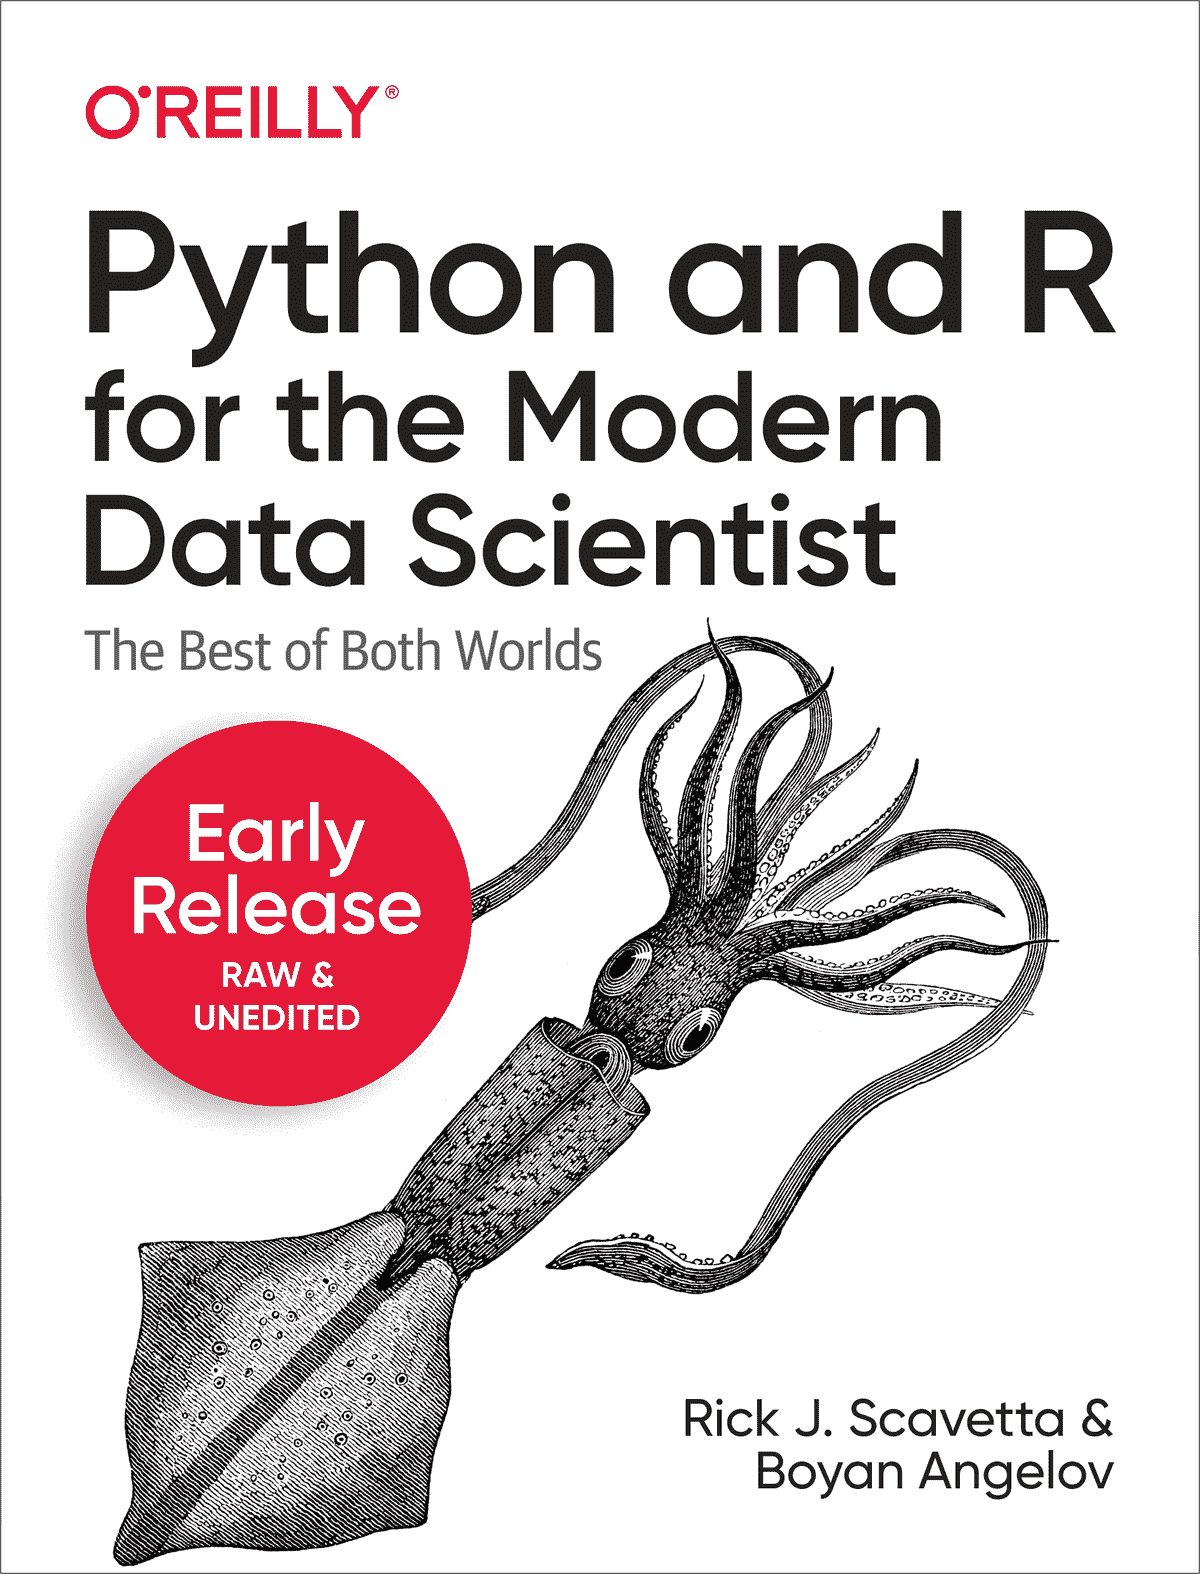 O'REILLY®
Python and R
for the Modern
Data Scientist
The Best of Both Worlds
Early
Release
RAW &
UNEDITED
Rick J. Scavetta &
Boyan Angelov